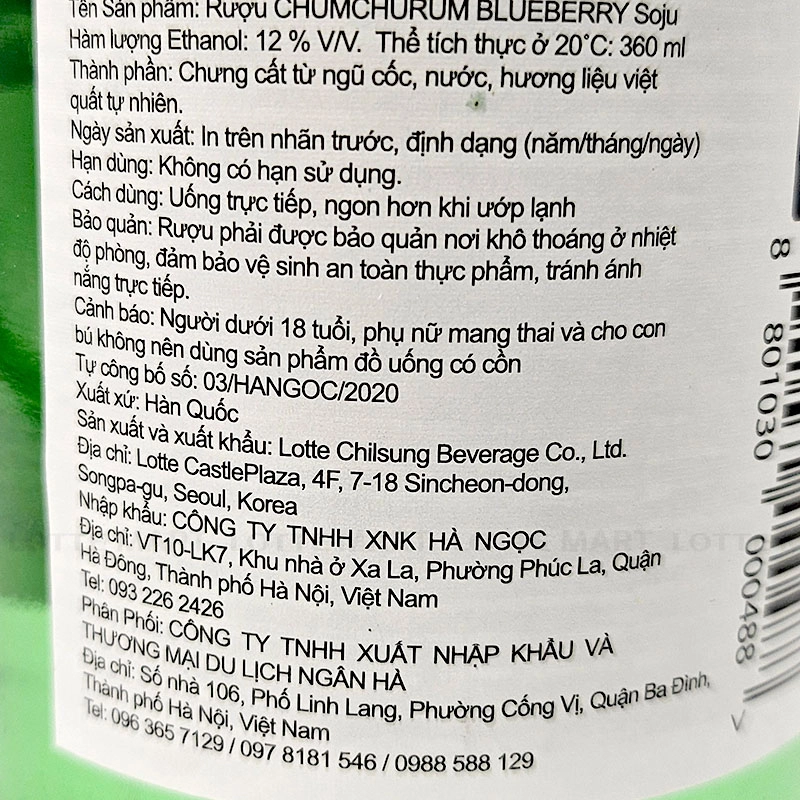 Tên Sản phẩm: Rượu CHUMCHURUM BLUEBERRY Soju
Hàm lượng Ethanol: 12 % V/V. Thể tích thực ở 20°C: 360 ml
Thành phần: Chưng cất từ ngũ cốc, nước, hương liệu việt
quất tự nhiên.
Ngày sản xuất: In trên nhãn trước, định dạng (năm/tháng/ngày)
Hạn dùng: Không có hạn sử dụng.
Cách dùng: Uống trực tiếp, ngon hơn khi ướp lạnh
Bảo quản: Rượu phải được bảo quản nơi khô thoáng ở nhiệt
độ phòng, đảm bảo vệ sinh an toàn thực phẩm, tránh ánh
nắng trực tiếp.
Cảnh báo: Người dưới 18 tuổi, phụ nữ mang thai và cho con
bú không nên dùng sản phẩm đồ uống có cồn
Tự công bố số: 03/HANGOC/2020
Xuất xứ: Hàn Quốc
Sản xuất và xuất khẩu: Lotte Chilsung Beverage Co., Ltd.
Địa chỉ: Lotte CastlePlaza, 4F, 7-18 Sincheon-dong,
Songpa-gu, Seoul, Korea
Nhập khẩu: CÔNG TY TNHH XNK HÀ NGỌC
Địa chỉ: VT10-LK7, Khu nhà ở Xa La, Phường Phúc La, Quận
Hà Đông, Thành phố Hà Nội, Việt Nam
Tel: 093 226 2426
Phân Phối: CÔNG TY TNHH XUẤT NHẬP KHẨU VÀ
THƯƠNG MẠI DU LỊCH NGÂN HÀ
Địa chỉ: Số nhà 106, Phố Linh Lang, Phường Cống Vị, Quận Ba Đình,
Thành phố Hà Nội, Việt Nam
Tel: 096 365 7129 / 097 8181 546 / 0988 588 129
8 801030 000488 >